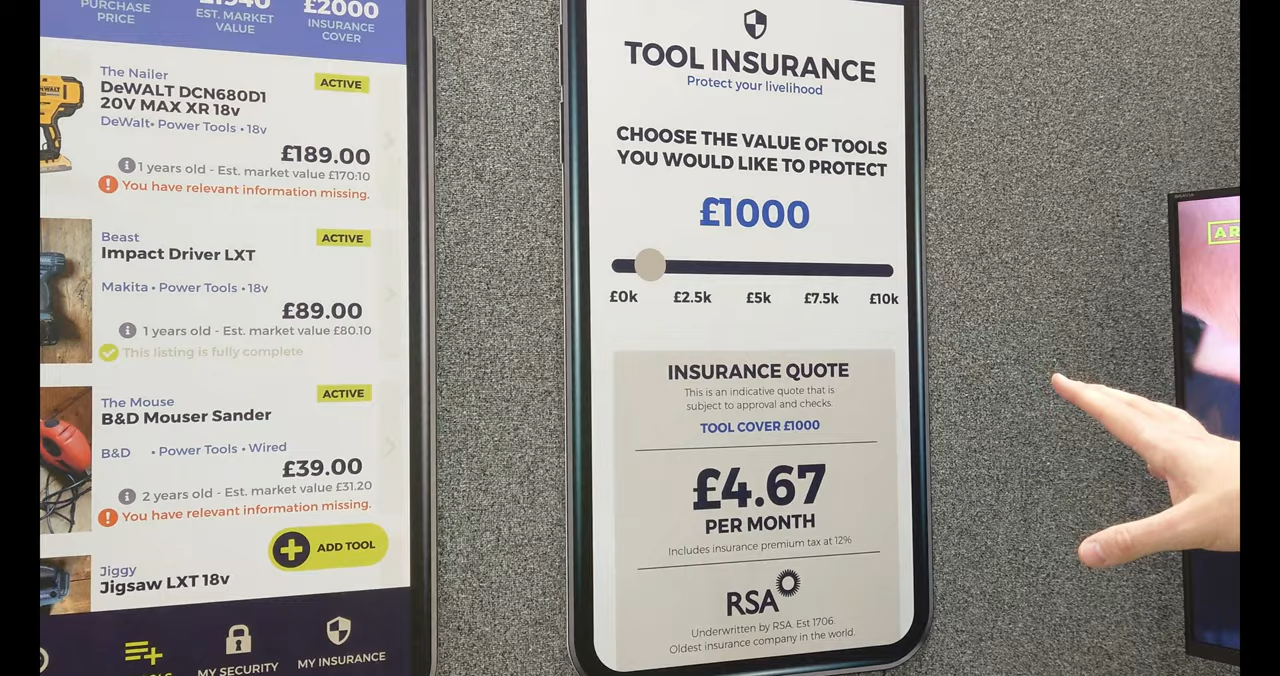 PURCHASE
PRICE
£1940
EST. MARKET
VALUE
£2000
INSURANCE
COVER
The Nailer
ACTIVE
DeWALT DCN680D1
20V MAX XR 18v
DeWalt• Power Tools • 18v
£189.00
1 years old - Est. market value £170:10
You have relevant information missing.
Beast
ACTIVE
Impact Driver LXT
Makita • Power Tools • 18v
£89.00
1 years old - Est. market value £80.10
This listing is fully complete
The Mouse
ACTIVE
B&D Mouser Sander
B&D • Power Tools • Wired
£39.00
2 years old - Est. market value £31.20
You have relevant information missing.
ADD TOOL
Jiggy
Jigsaw LXT 18v
MY SECURITY
MY INSURANCE
TOOL INSURANCE
Protect your livelihood
CHOOSE THE VALUE OF TOOLS
YOU WOULD LIKE TO PROTECT
£1000
£0k £2.5k £5k £7.5k £10k
INSURANCE QUOTE
This is an indicative quote that is
subject to approval and checks.
TOOL COVER £1000
£4.67
PER MONTH
Includes insurance premium tax at 12%
RSA
Underwritten by RSA. Est 1706.
Oldest insurance company in the world.
AR